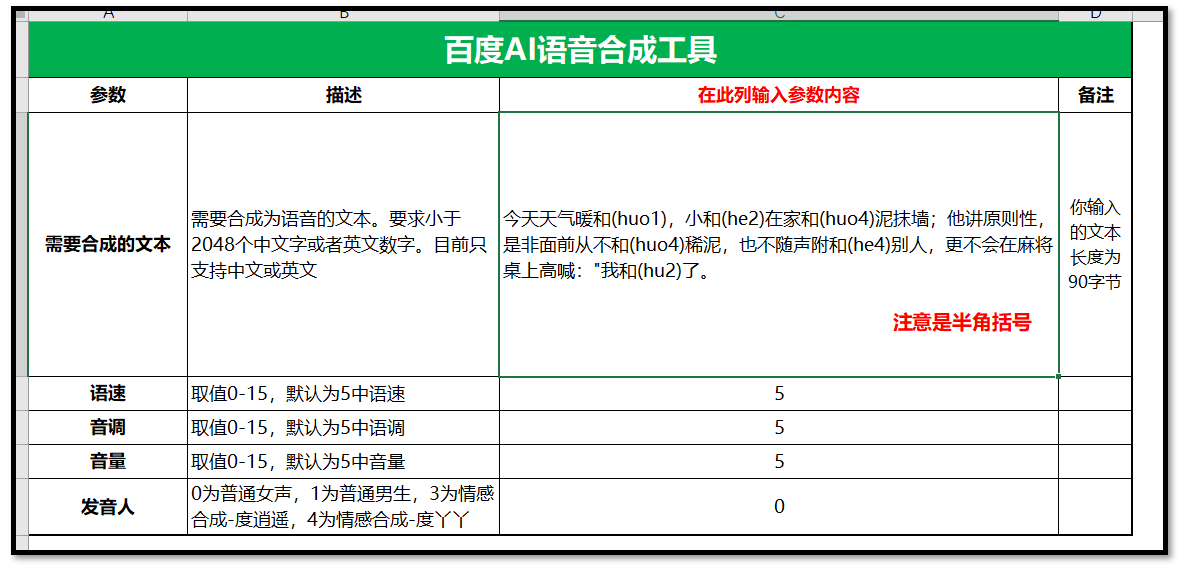 A B C D
百度AI语音合成工具
参数 描述 在此列输入参数内容 备注
需要合成的文本
需要合成为语音的文本。要求小于
2048个中文字或者英文数字。目前只
支持中文或英文
今天天气暖和(huo1)，小和(he2)在家和(huo4)泥抹墙；他讲原则性，
是非面前从不和(huo4)稀泥，也不随声附和(he4)别人，更不会在麻将
桌上高喊："我和(hu2)了。
注意是半角括号
你输入
的文本
长度为
90字节
语速 取值0-15，默认为5中语速 5
音调 取值0-15，默认为5中语调 5
音量 取值0-15，默认为5中音量 5
发音人
0为普通女声，1为普通男生，3为情感
合成-度逍遥，4为情感合成-度丫丫
0